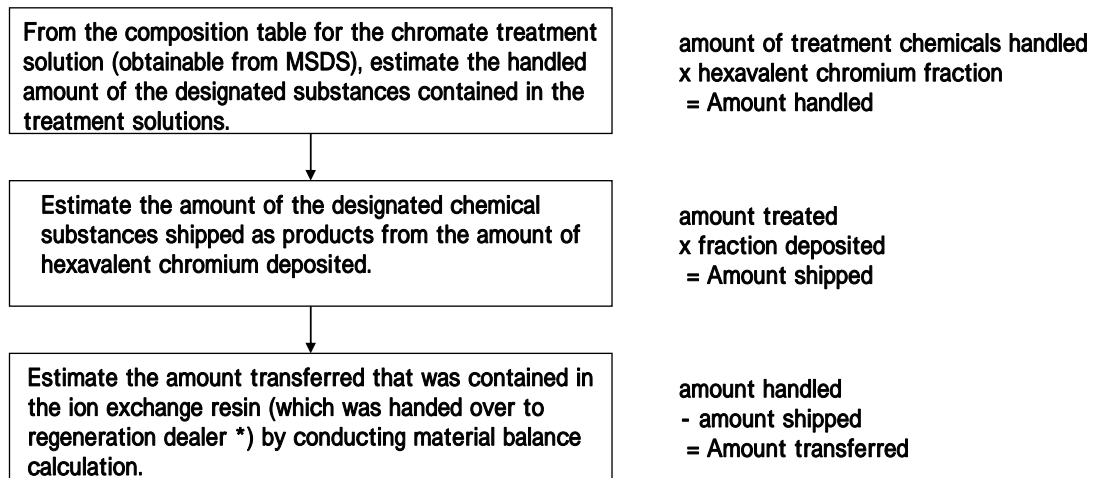 From the composition table for the chromate treatment
solution (obtainable from MSDS), estimate the handled
amount of the designated substances contained in the
treatment solutions.
amount of treatment chemicals handled
x hexavalent chromium fraction
= Amount handled
Estimate the amount of the designated chemical
substances shipped as products from the amount of
hexavalent chromium deposited.
amount treated
x fraction deposited
= Amount shipped
Estimate the amount transferred that was contained in
the ion exchange resin (which was handed over to
regeneration dealer *) by conducting material balance
calculation.
amount handled
- amount shipped
= Amount transferred